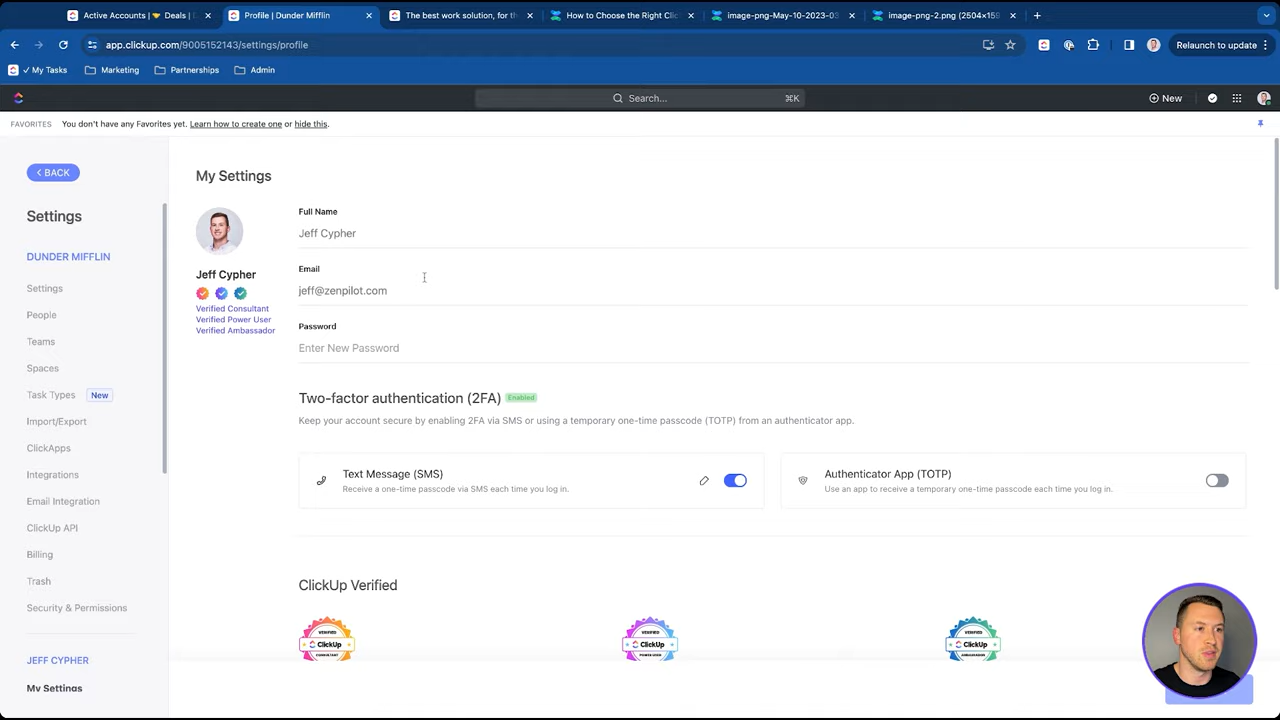 Active Accounts | 🤝 Deals | D
Profile | Dunder Mifflin
The best work solution, for th
How to Choose the Right Clic
image-png-May-10-2023-03
image-png-2.png (2504×156
app.clickup.com/9005152143/settings/profile
Relaunch to update
✓ My Tasks
Marketing
Partnerships
Admin
Search...
⌘K
New
FAVORITES
You don't have any Favorites yet. Learn how to create one or hide this.
BACK
Settings
DUNDER MIFFLIN
Settings
People
Teams
Spaces
Task Types New
Import/Export
ClickApps
Integrations
Email Integration
ClickUp API
Billing
Trash
Security & Permissions
JEFF CYPHER
My Settings
My Settings
Jeff Cypher
Verified Consultant
Verified Power User
Verified Ambassador
Full Name
Jeff Cypher
Email
jeff@zenpilot.com
Password
Enter New Password
Two-factor authentication (2FA) Enabled
Keep your account secure by enabling 2FA via SMS or using a temporary one-time passcode (TOTP) from an authenticator app.
Text Message (SMS)
Receive a one-time passcode via SMS each time you log in.
Authenticator App (TOTP)
Use an app to receive a temporary one-time passcode each time you log in.
ClickUp Verified
VERIFIED
ClickUp
CONSULTANT
VERIFIED
ClickUp
POWER USER
VERIFIED
ClickUp
AMBASSADOR